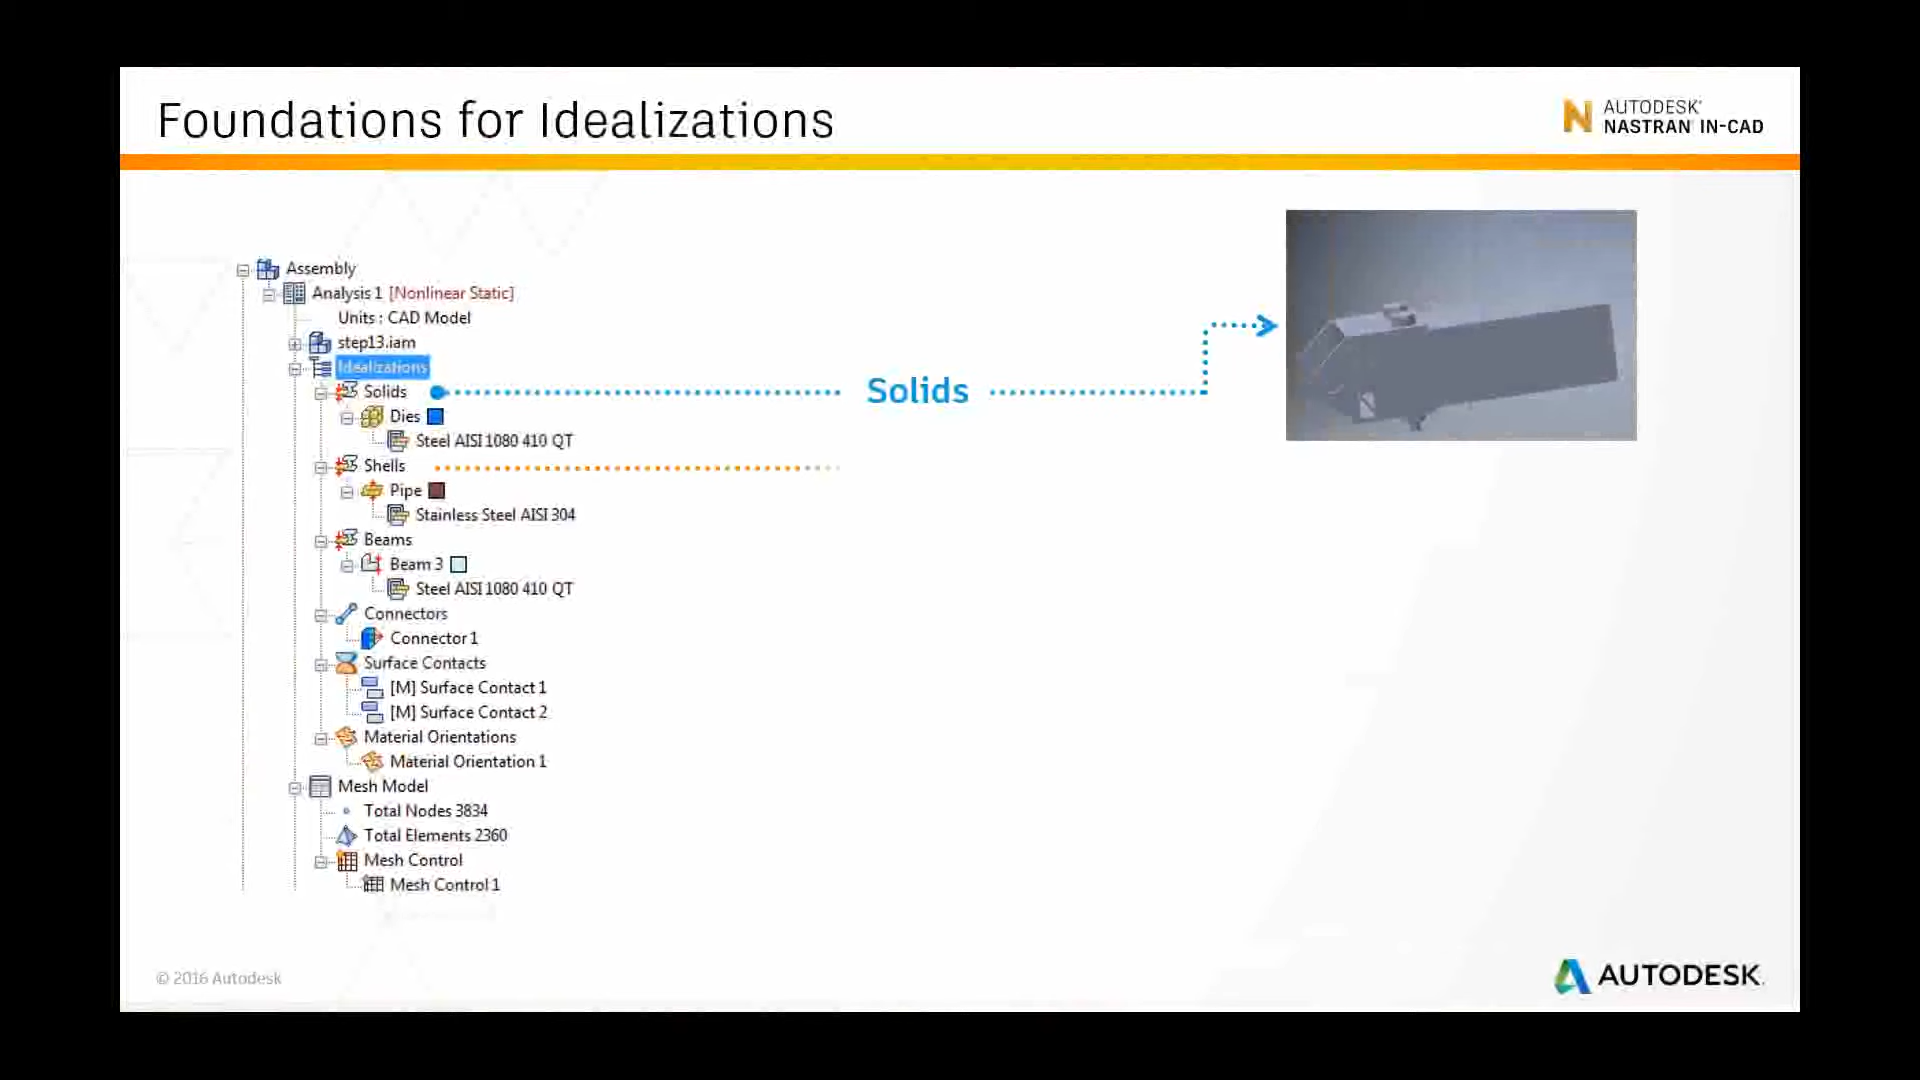 Foundations for Idealizations
AUTODESK®
NASTRAN® IN-CAD
Assembly
Analysis 1 [Nonlinear Static]
Units : CAD Model
step13.iam
Idealizations
Solids
Solids
Dies
Steel AISI 1080 410 QT
Shells
Pipe
Stainless Steel AISI 304
Beams
Beam 3
Steel AISI 1080 410 QT
Connectors
Connector 1
Surface Contacts
[M] Surface Contact 1
[M] Surface Contact 2
Material Orientations
Material Orientation 1
Mesh Model
Total Nodes 3834
Total Elements 2360
Mesh Control
Mesh Control 1
© 2016 Autodesk
AUTODESK.